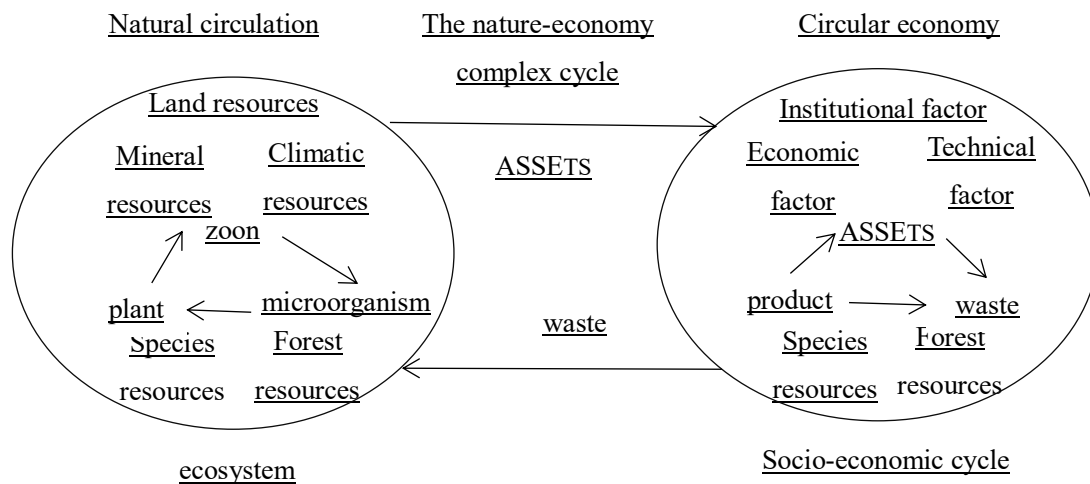 Natural circulation
The nature-economy
complex cycle
Circular economy
Land resources
Mineral
resources
Climatic
resources
zoon
plant
microorganism
Species
resources
Forest
resources
ecosystem
ASSETS
waste
Institutional factor
Economic
factor
Technical
factor
ASSETS
product
waste
Species
resources
Forest
resources
Socio-economic cycle